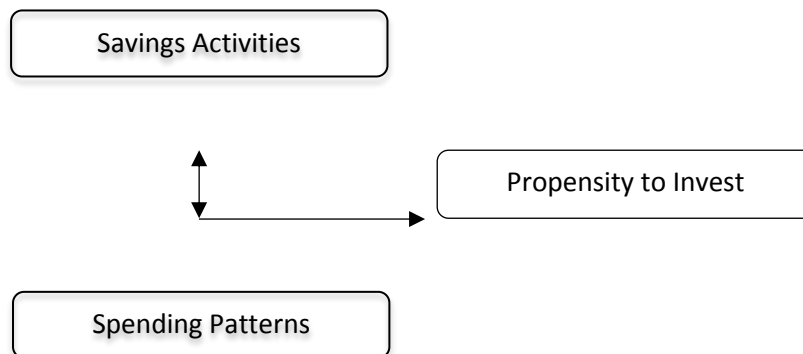 Savings Activities
Propensity to Invest
Spending Patterns